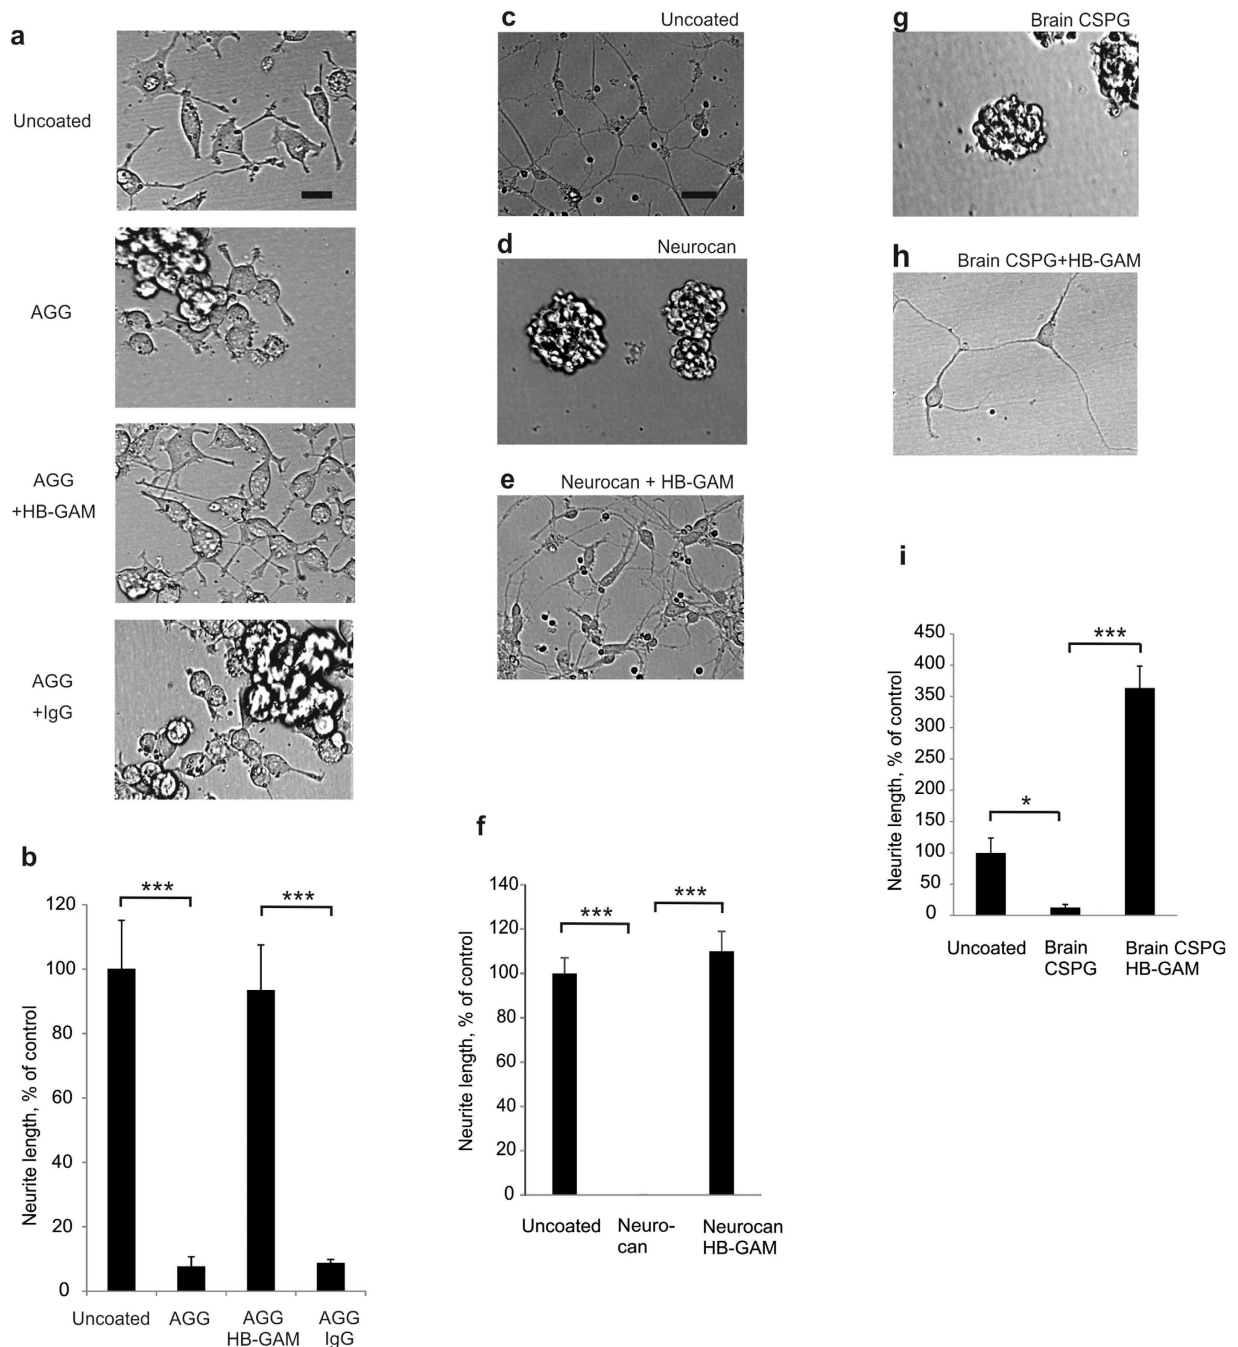 a
Uncoated
AGG
AGG
+HB-GAM
AGG
+IgG
b
***
***
Neurite length, % of control
120
100
80
60
40
20
0
Uncoated
AGG
AGG
HB-GAM
AGG
IgG
c
Uncoated
d
Neurocan
e
Neurocan + HB-GAM
f
***
***
Neurite length, % of control
140
120
100
80
60
40
20
0
Uncoated
Neuro-
can
Neurocan
HB-GAM
g
Brain CSPG
h
Brain CSPG+HB-GAM
i
*
***
Neurite length, % of control
450
400
350
300
250
200
150
100
50
0
Uncoated
Brain
CSPG
Brain CSPG
HB-GAM